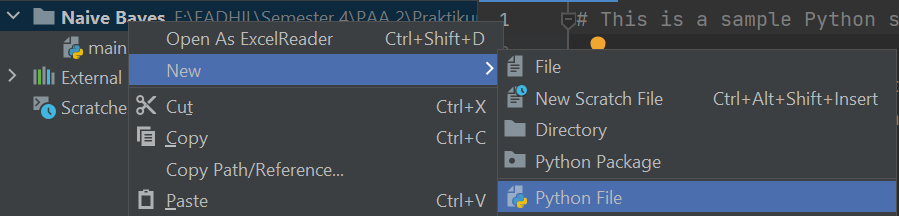 Naive Bayes E:\FADHIL\Semester 4\PAA 2\Praktiku
main
External
Scratche
Open As ExcelReader Ctrl+Shift+D
New
Cut Ctrl+X
Copy Ctrl+C
Copy Path/Reference...
Paste Ctrl+V
File
New Scratch File Ctrl+Alt+Shift+Insert
Directory
Python Package
Python File
1 # This is a sample Python s